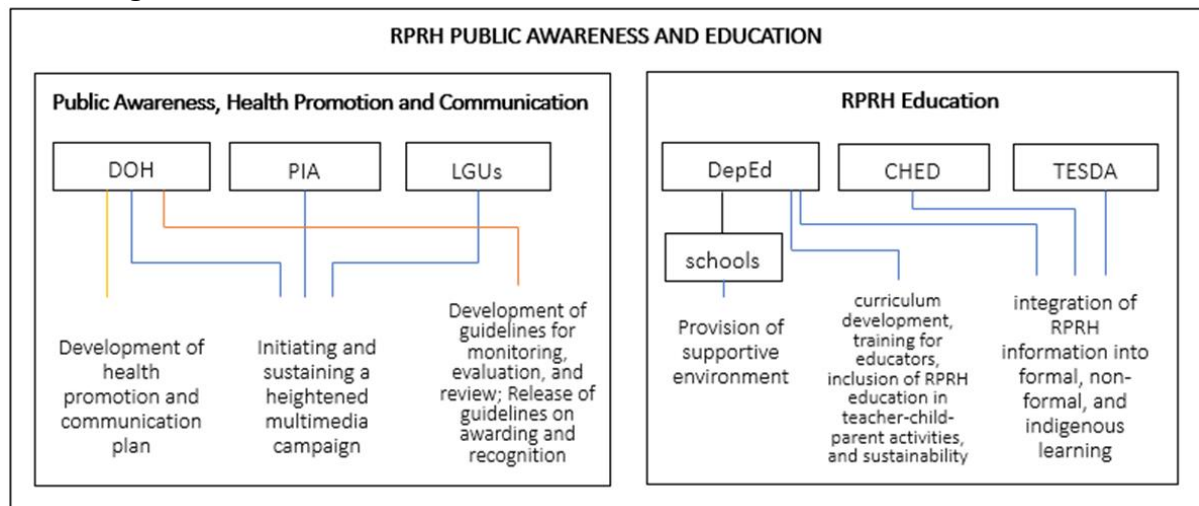 RPRH PUBLIC AWARENESS AND EDUCATION
Public Awareness, Health Promotion and Communication
DOH
PIA
LGUs
Development of
health
promotion and
communication
plan
Initiating and
sustaining a
heightened
multimedia
campaign
Development of
guidelines for
monitoring,
evaluation, and
review; Release of
guidelines on
awarding and
recognition
RPRH Education
DepEd
CHED
TESDA
schools
Provision of
supportive
environment
curriculum
development,
training for
educators,
inclusion of RPRH
education in
teacher-child-
parent activities,
and sustainability
integration of
RPRH
information into
formal, non-
formal, and
indigenous
learning